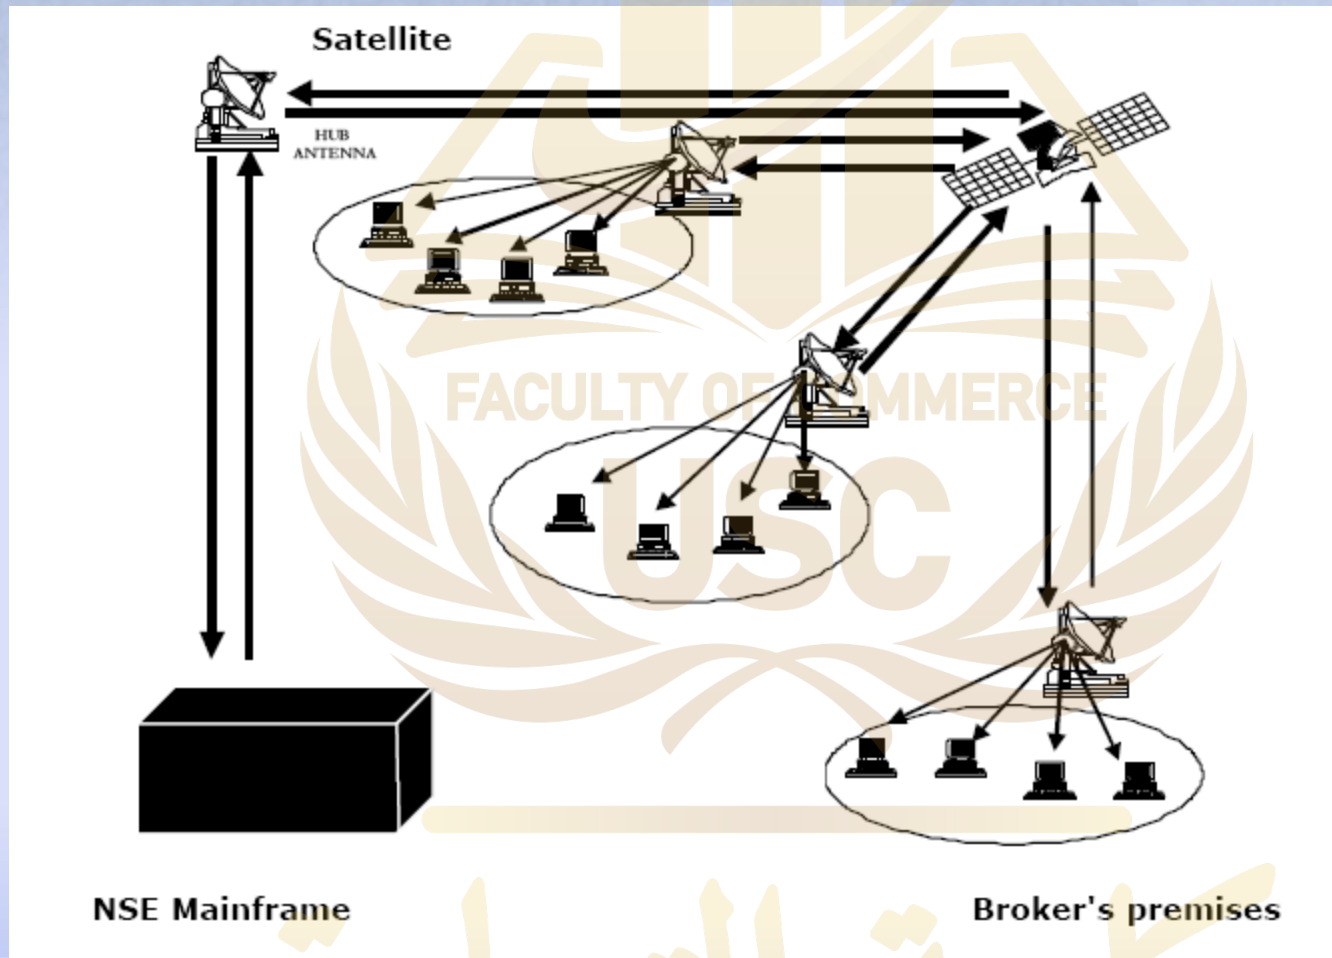 Satellite
HUB
ANTENNA
FACULTY OF COMMERCE
USC
NSE Mainframe
Broker's premises